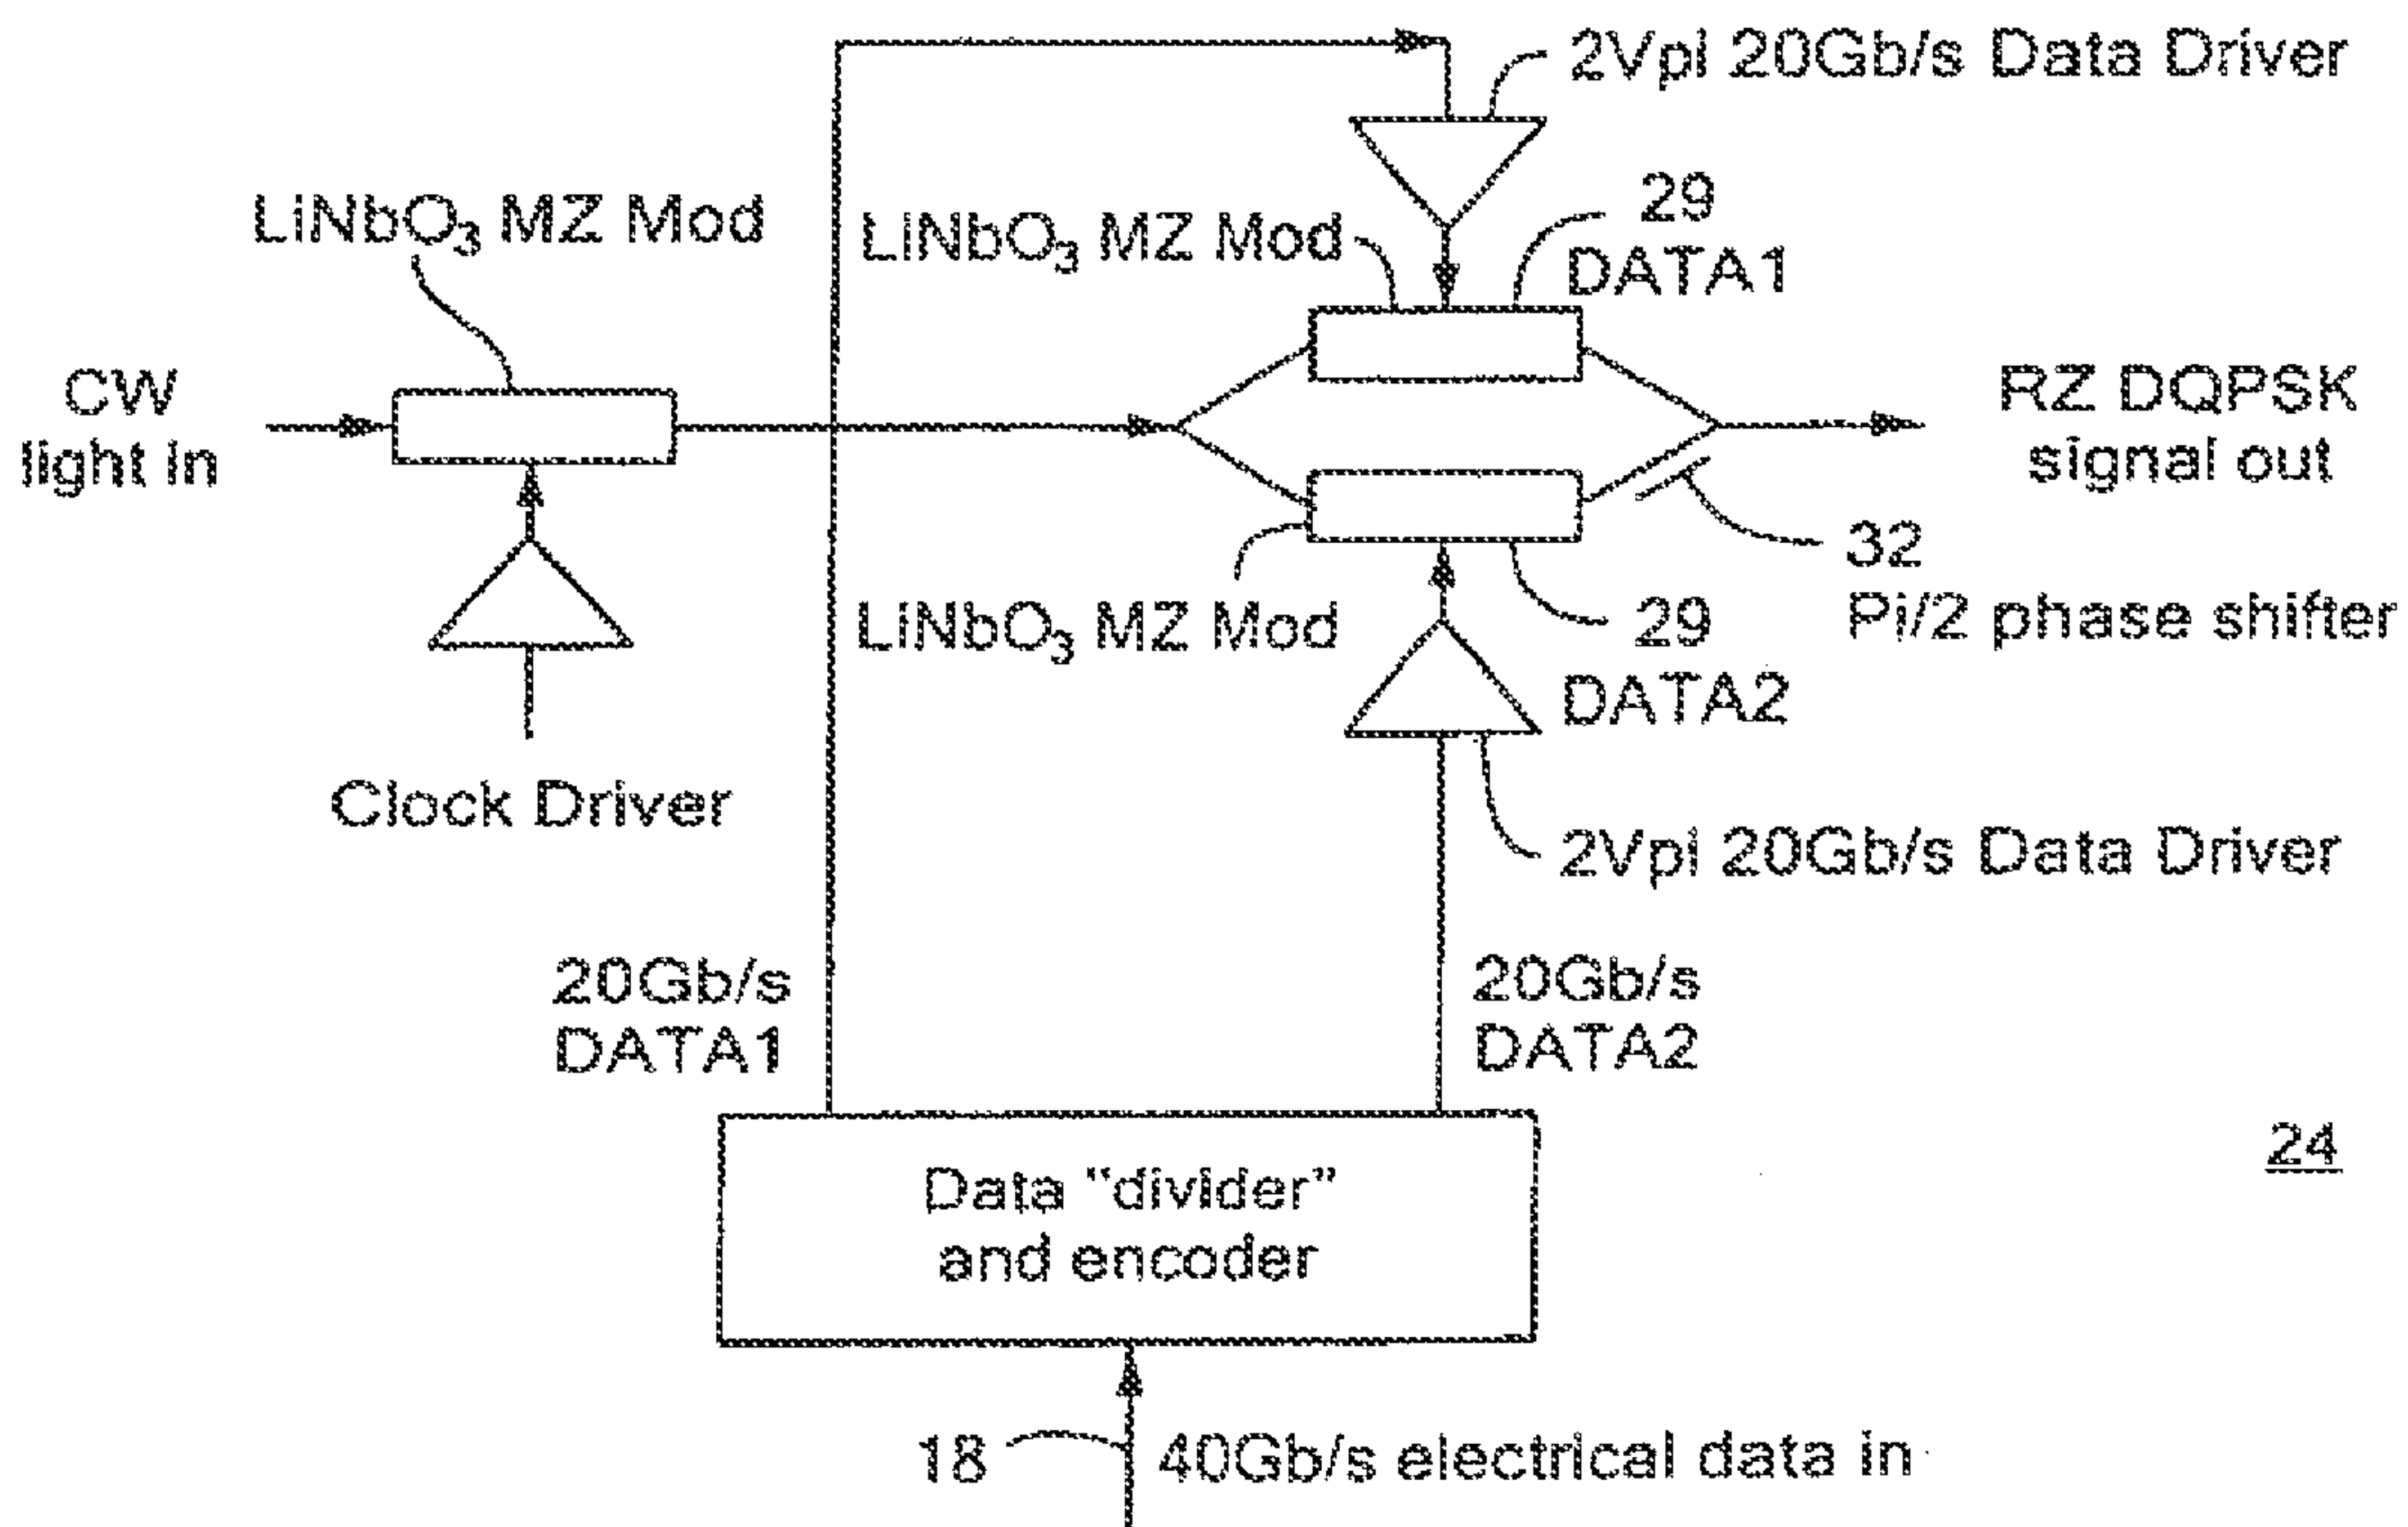 2Vpi 20Gb/s Data Driver
LiNbO3 MZ Mod
LiNbO3 MZ Mod
29
DATA1
CW
light in
RZ DQPSK
signal out
32
Pi/2 phase shifter
LiNbO3 MZ Mod
29
DATA2
Clock Driver
2Vpi 20Gb/s Data Driver
20Gb/s
DATA1
20Gb/s
DATA2
24
Data "divider"
and encoder
18
40Gb/s electrical data in